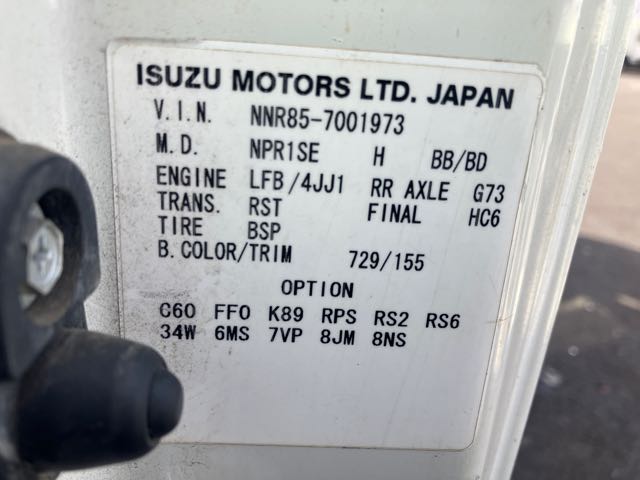 ISUZU MOTORS LTD. JAPAN
V.I.N. NNR85-7001973
M.D. NPR1SE H BB/BD
ENGINE LFB/4JJ1 RR AXLE G73
TRANS. RST FINAL HC6
TIRE BSP
B.COLOR/TRIM 729/155
OPTION
C60 FF0 K89 RPS RS2 RS6
34W 6MS 7VP 8JM 8NS